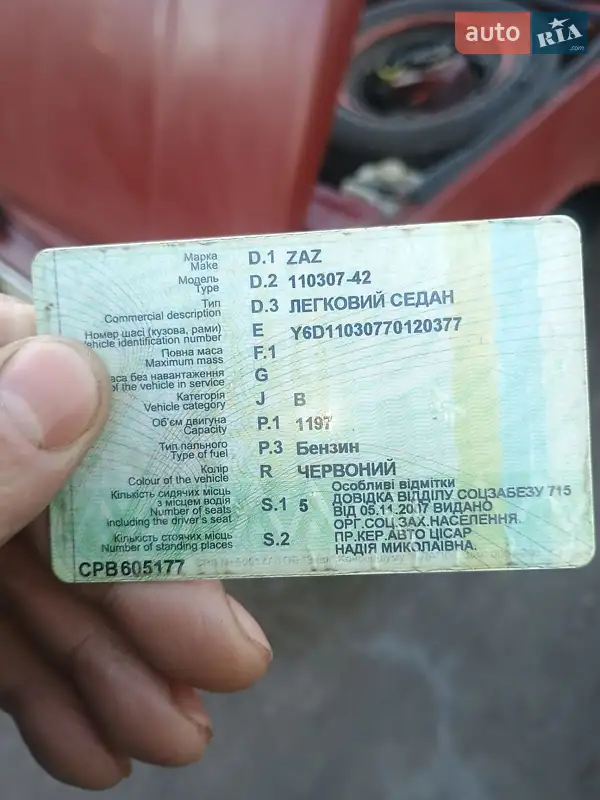 auto RIA .com
Марка D.1 ZAZ
Make
Модель D.2 110307-42
Type
Тип D.3 ЛЕГКОВИЙ СЕДАН
Commercial description
Номер шасі (кузова, рами) E Y6D11030770120377
identification number
Повна маса F.1
Maximum mass
без навантаження G
of the vehicle in service
Категорія J B
Vehicle category
Об'єм двигуна P.1 1197
Capacity
Тип пального P.3 Бензин
Type of fuel
Колір R ЧЕРВОНИЙ
Colour of the vehicle
Кількість сидячих місць з місцем водія S.1 5
Number of seats including the driver's seat
Особливі відмітки
ДОВІДКА ВІДДІЛУ СОЦЗАБЕЗУ 715
ВІД 05.11.2007 ВИДАНО
ОРГ.СОЦ.ЗАХ.НАСЕЛЕННЯ.
ПР.КЕР.АВТО ЦІСАР
НАДІЯ МИКОЛАЇВНА.
Кількість стоячих місць S.2
Number of standing places
СРВ605177